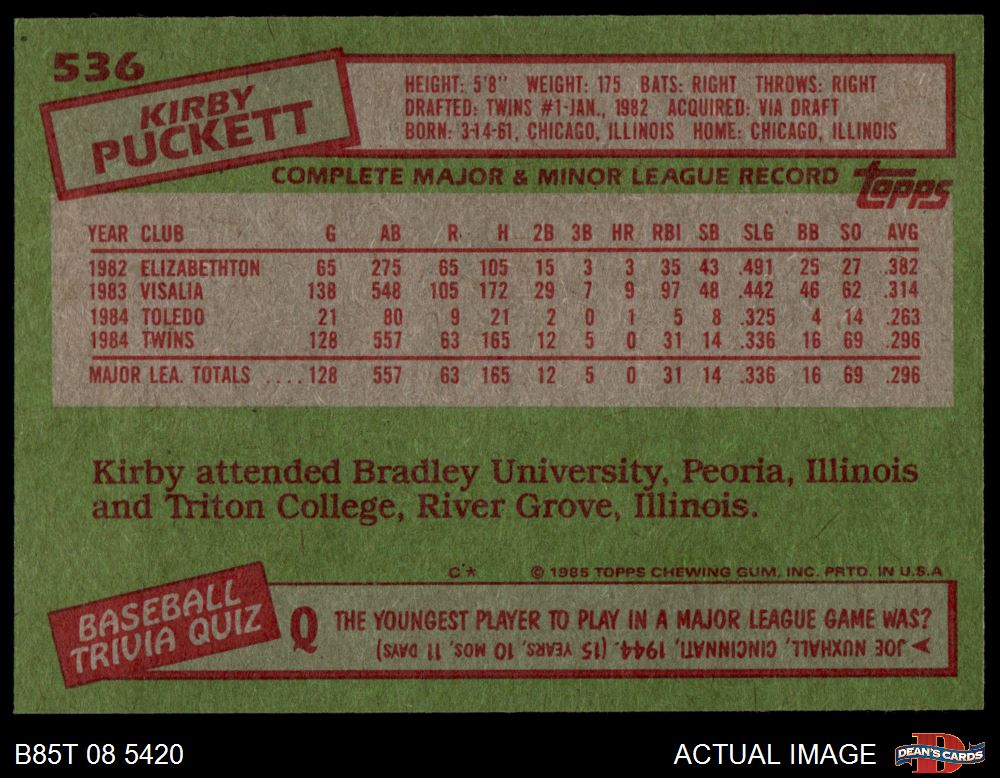 536
KIRBY
PUCKETT
HEIGHT: 5'8" WEIGHT: 175 BATS: RIGHT THROWS: RIGHT
DRAFTED: TWINS #1-JAN., 1982 ACQUIRED: VIA DRAFT
BORN: 3-14-61, CHICAGO, ILLINOIS HOME: CHICAGO, ILLINOIS
COMPLETE MAJOR & MINOR LEAGUE RECORD
topps
YEAR CLUB G AB R H 2B 3B HR RBI SB SLG BB SO AVG
1982 ELIZABETHTON 65 275 65 105 15 3 3 35 43 .491 25 27 .382
1983 VISALIA 138 548 105 172 29 7 9 97 48 .442 46 62 .314
1984 TOLEDO 21 80 9 21 2 0 1 5 8 .325 4 14 .263
1984 TWINS 128 557 63 165 12 5 0 31 14 .336 16 69 .296
MAJOR LEA. TOTALS ....128 557 63 165 12 5 0 31 14 .336 16 69 .296
Kirby attended Bradley University, Peoria, Illinois
and Triton College, River Grove, Illinois.
C* © 1985 TOPPS CHEWING GUM, INC. PRTD. IN U.S.A
BASEBALL
TRIVIA QUIZ
Q THE YOUNGEST PLAYER TO PLAY IN A MAJOR LEAGUE GAME WAS?
JOE NUXHALL, CINCINNATI, 1944. (15 YEARS, 10 MOS, 11 DAYS)
B85T 08 5420
ACTUAL IMAGE
D
DEAN'S CARDS